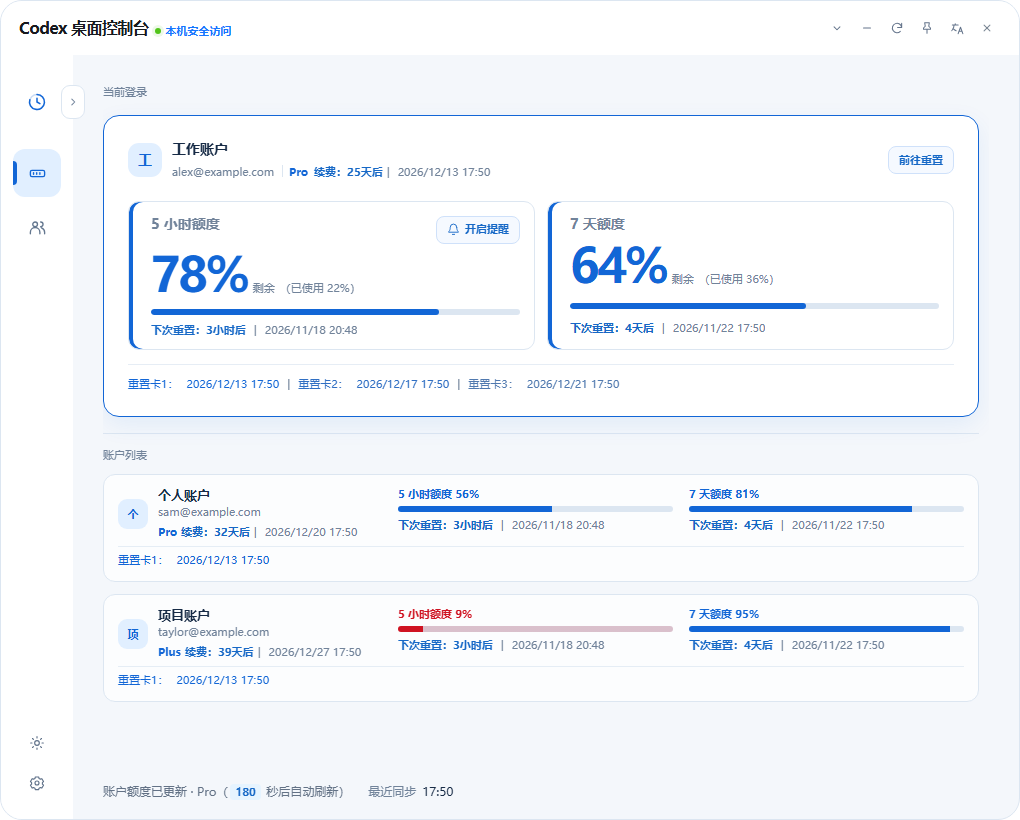 Codex 桌面控制台 本机安全访问
当前登录
工 工作账户
alex@example.com Pro 续费：25天后 | 2026/12/13 17:50
前往重置
5 小时额度
开启提醒
78% 剩余 (已使用 22%)
下次重置：3小时后 | 2026/11/18 20:48
7 天额度
64% 剩余 (已使用 36%)
下次重置：4天后 | 2026/11/22 17:50
重置卡1： 2026/12/13 17:50 | 重置卡2： 2026/12/17 17:50 | 重置卡3： 2026/12/21 17:50
账户列表
个 个人账户
sam@example.com
Pro 续费：32天后 | 2026/12/20 17:50
5 小时额度 56%
下次重置：3小时后 | 2026/11/18 20:48
7 天额度 81%
下次重置：4天后 | 2026/11/22 17:50
重置卡1： 2026/12/13 17:50
顶 项目账户
taylor@example.com
Plus 续费：39天后 | 2026/12/27 17:50
5 小时额度 9%
下次重置：3小时后 | 2026/11/18 20:48
7 天额度 95%
下次重置：4天后 | 2026/11/22 17:50
重置卡1： 2026/12/13 17:50
账户额度已更新 · Pro ( 180 秒后自动刷新) 最近同步 17:50